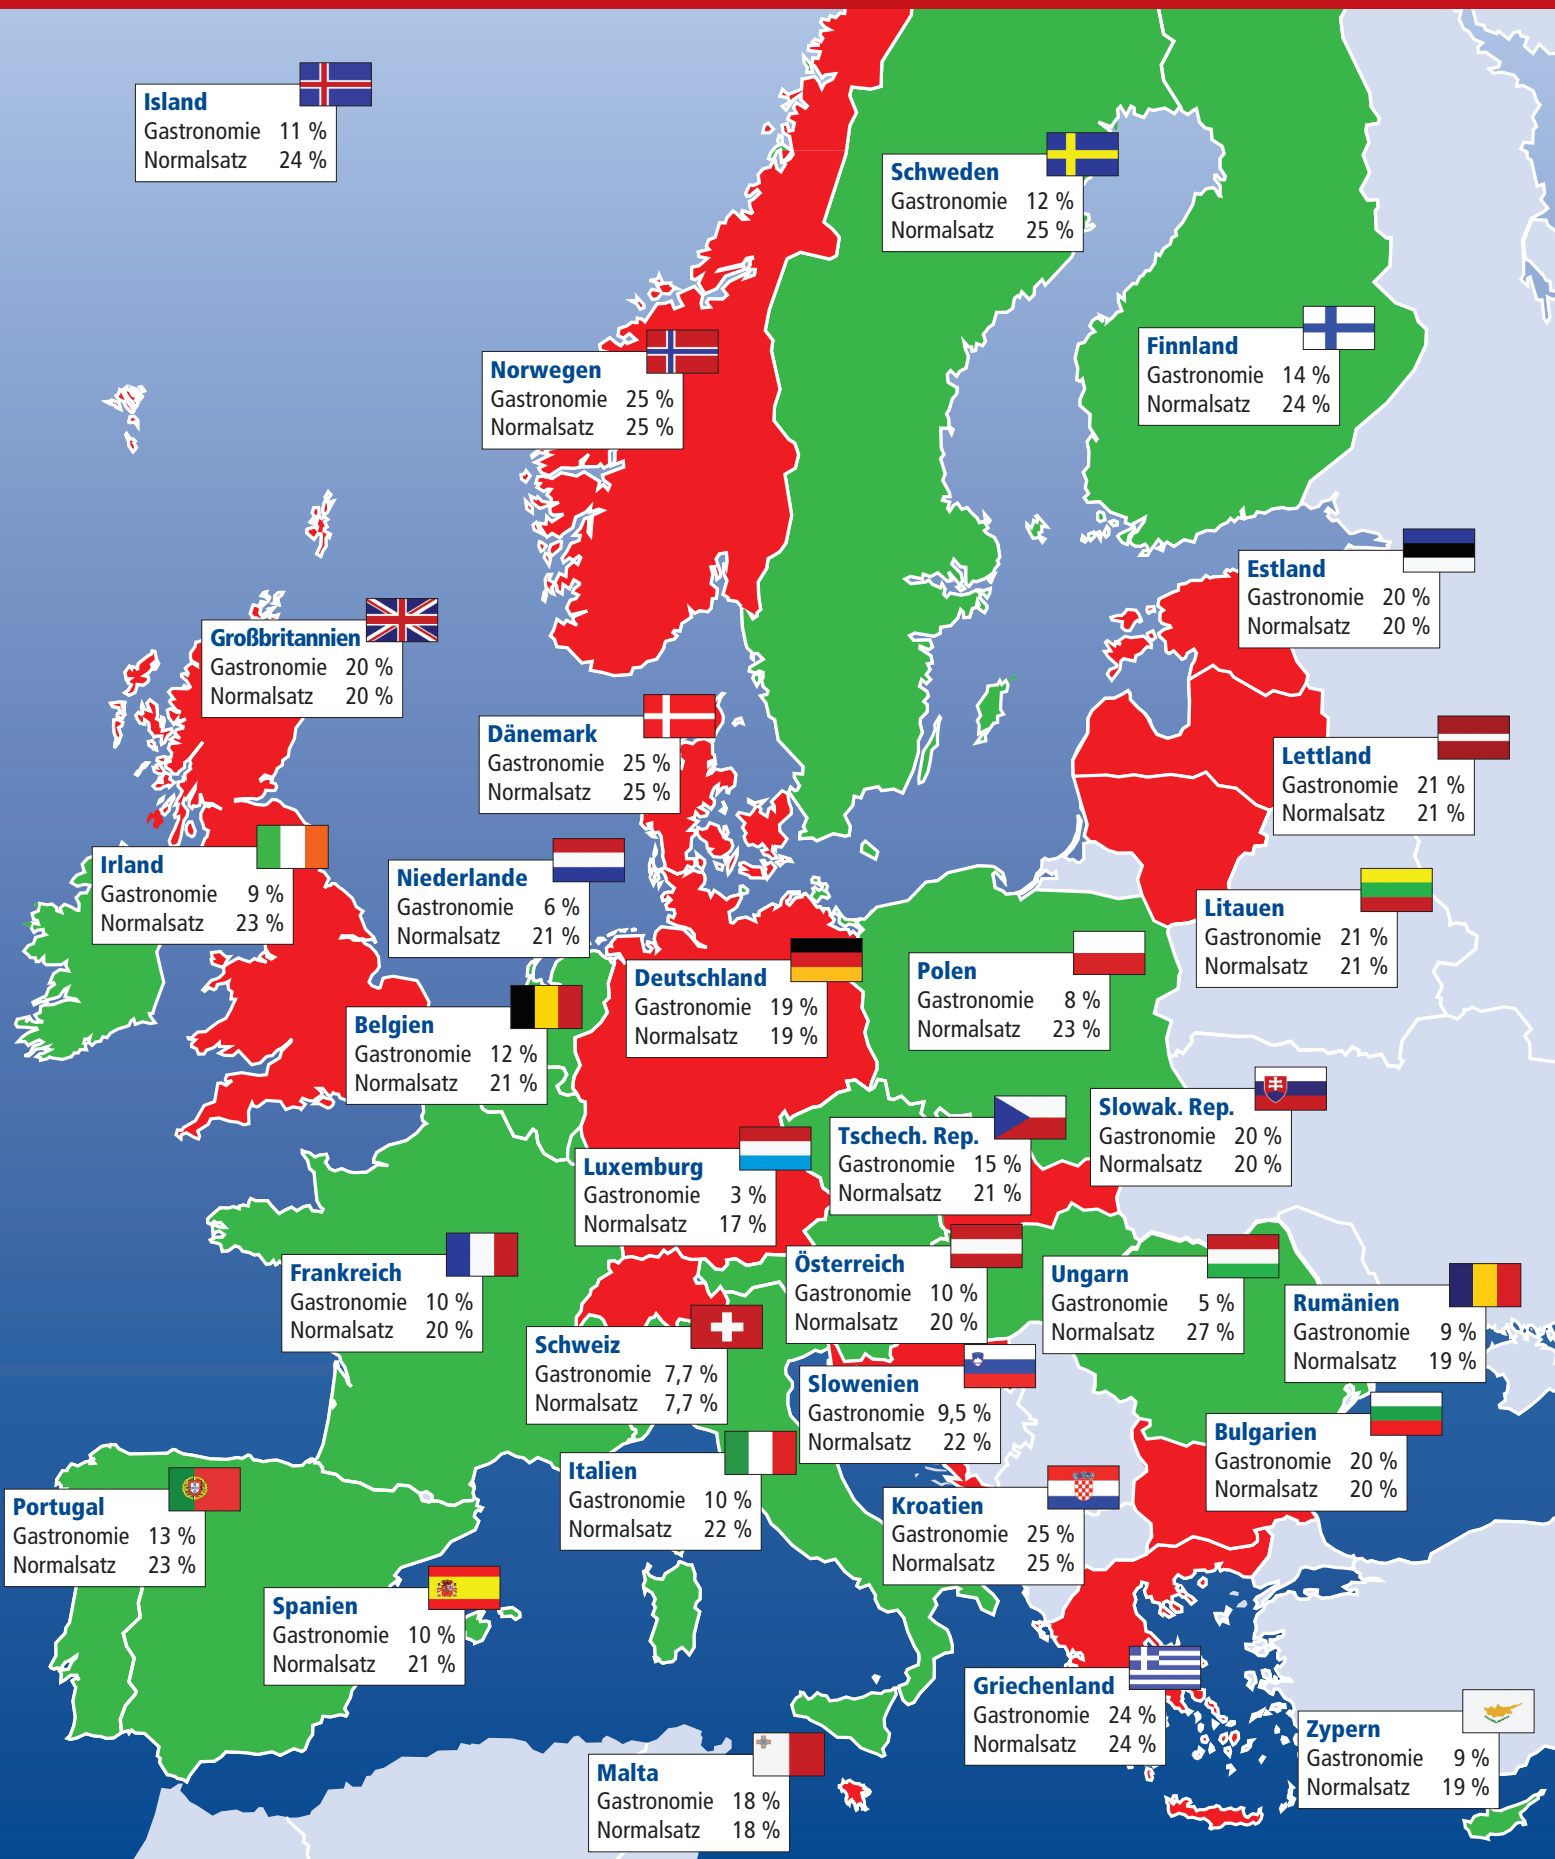 Island
Gastronomie 11 %
Normalsatz 24 %
Schweden
Gastronomie 12 %
Normalsatz 25 %
Finnland
Gastronomie 14 %
Normalsatz 24 %
Norwegen
Gastronomie 25 %
Normalsatz 25 %
Estland
Gastronomie 20 %
Normalsatz 20 %
Großbritannien
Gastronomie 20 %
Normalsatz 20 %
Dänemark
Gastronomie 25 %
Normalsatz 25 %
Lettland
Gastronomie 21 %
Normalsatz 21 %
Irland
Gastronomie 9 %
Normalsatz 23 %
Niederlande
Gastronomie 6 %
Normalsatz 21 %
Litauen
Gastronomie 21 %
Normalsatz 21 %
Deutschland
Gastronomie 19 %
Normalsatz 19 %
Polen
Gastronomie 8 %
Normalsatz 23 %
Belgien
Gastronomie 12 %
Normalsatz 21 %
Slowak. Rep.
Gastronomie 20 %
Normalsatz 20 %
Tschech. Rep.
Gastronomie 15 %
Normalsatz 21 %
Luxemburg
Gastronomie 3 %
Normalsatz 17 %
Frankreich
Gastronomie 10 %
Normalsatz 20 %
Österreich
Gastronomie 10 %
Normalsatz 20 %
Ungarn
Gastronomie 5 %
Normalsatz 27 %
Rumänien
Gastronomie 9 %
Normalsatz 19 %
Schweiz
Gastronomie 7,7 %
Normalsatz 7,7 %
Slowenien
Gastronomie 9,5 %
Normalsatz 22 %
Bulgarien
Gastronomie 20 %
Normalsatz 20 %
Italien
Gastronomie 10 %
Normalsatz 22 %
Kroatien
Gastronomie 25 %
Normalsatz 25 %
Portugal
Gastronomie 13 %
Normalsatz 23 %
Spanien
Gastronomie 10 %
Normalsatz 21 %
Griechenland
Gastronomie 24 %
Normalsatz 24 %
Zypern
Gastronomie 9 %
Normalsatz 19 %
Malta
Gastronomie 18 %
Normalsatz 18 %